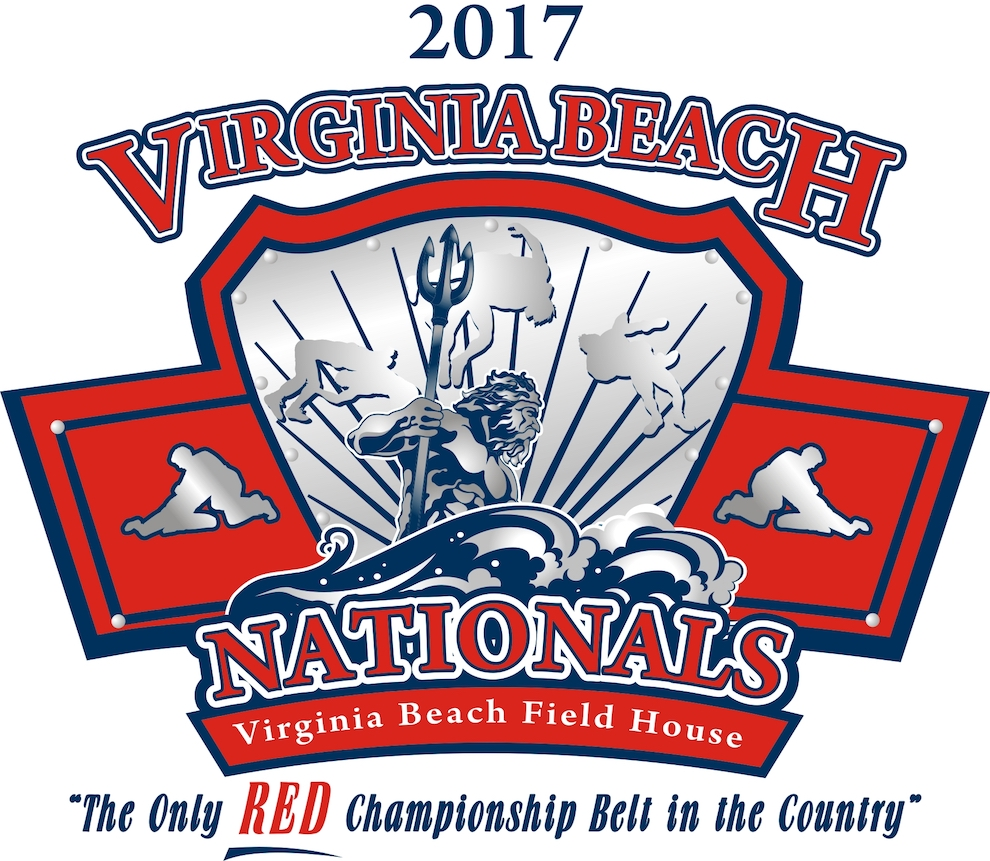 2017
VIRGINIA BEACH
NATIONALS
Virginia Beach Field House
"The Only RED Championship Belt in the Country"